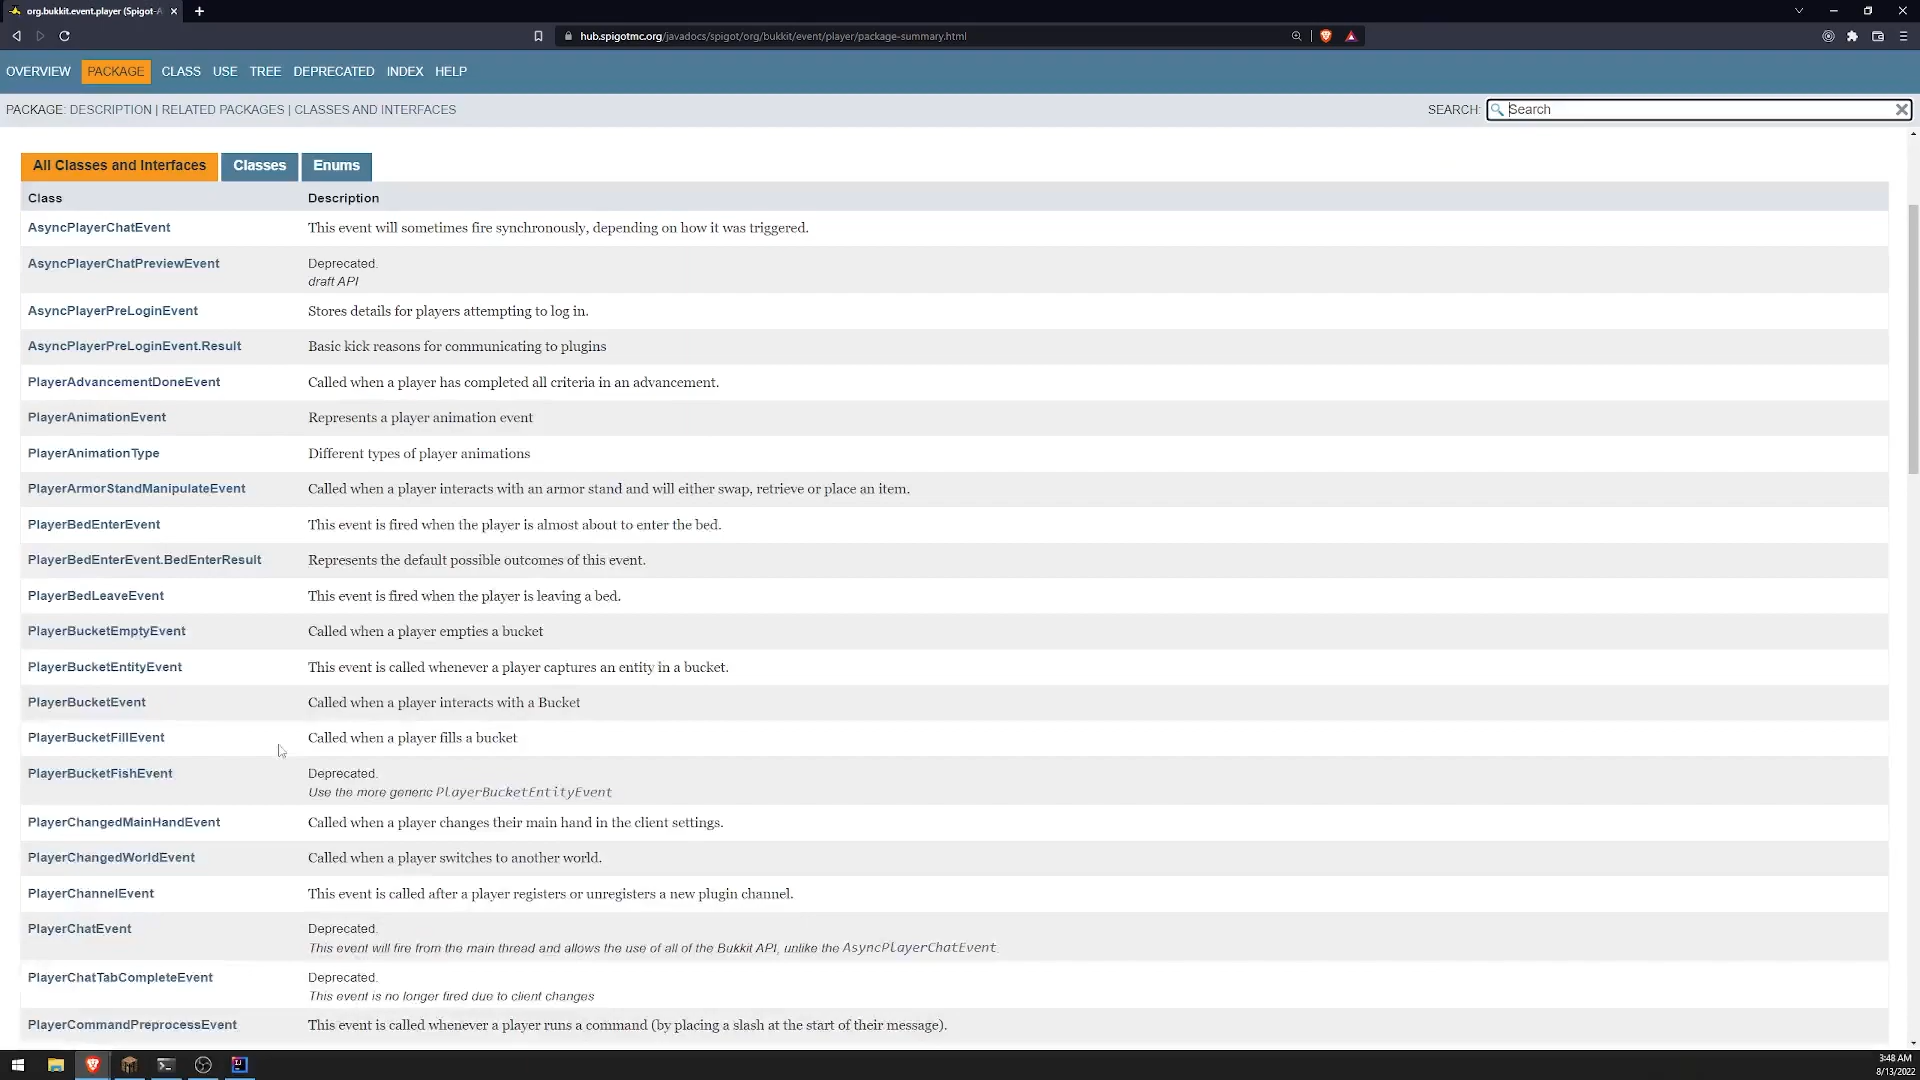 org.bukkit.event.player (Spigot-A
hub.spigotmc.org/javadocs/spigot/org/bukkit/event/player/package-summary.html
OVERVIEW PACKAGE CLASS USE TREE DEPRECATED INDEX HELP
PACKAGE: DESCRIPTION | RELATED PACKAGES | CLASSES AND INTERFACES
SEARCH: Search
All Classes and Interfaces Classes Enums
Class Description
AsyncPlayerChatEvent This event will sometimes fire synchronously, depending on how it was triggered.
AsyncPlayerChatPreviewEvent Deprecated.
draft API
AsyncPlayerPreLoginEvent Stores details for players attempting to log in.
AsyncPlayerPreLoginEvent.Result Basic kick reasons for communicating to plugins
PlayerAdvancementDoneEvent Called when a player has completed all criteria in an advancement.
PlayerAnimationEvent Represents a player animation event
PlayerAnimationType Different types of player animations
PlayerArmorStandManipulateEvent Called when a player interacts with an armor stand and will either swap, retrieve or place an item.
PlayerBedEnterEvent This event is fired when the player is almost about to enter the bed.
PlayerBedEnterEvent.BedEnterResult Represents the default possible outcomes of this event.
PlayerBedLeaveEvent This event is fired when the player is leaving a bed.
PlayerBucketEmptyEvent Called when a player empties a bucket
PlayerBucketEntityEvent This event is called whenever a player captures an entity in a bucket.
PlayerBucketEvent Called when a player interacts with a Bucket
PlayerBucketFillEvent Called when a player fills a bucket
PlayerBucketFishEvent Deprecated.
Use the more generic PlayerBucketEntityEvent
PlayerChangedMainHandEvent Called when a player changes their main hand in the client settings.
PlayerChangedWorldEvent Called when a player switches to another world.
PlayerChannelEvent This event is called after a player registers or unregisters a new plugin channel.
PlayerChatEvent Deprecated.
This event will fire from the main thread and allows the use of all of the Bukkit API, unlike the AsyncPlayerChatEvent.
PlayerChatTabCompleteEvent Deprecated.
This event is no longer fired due to client changes
PlayerCommandPreprocessEvent This event is called whenever a player runs a command (by placing a slash at the start of their message).
3:48 AM
8/13/2022